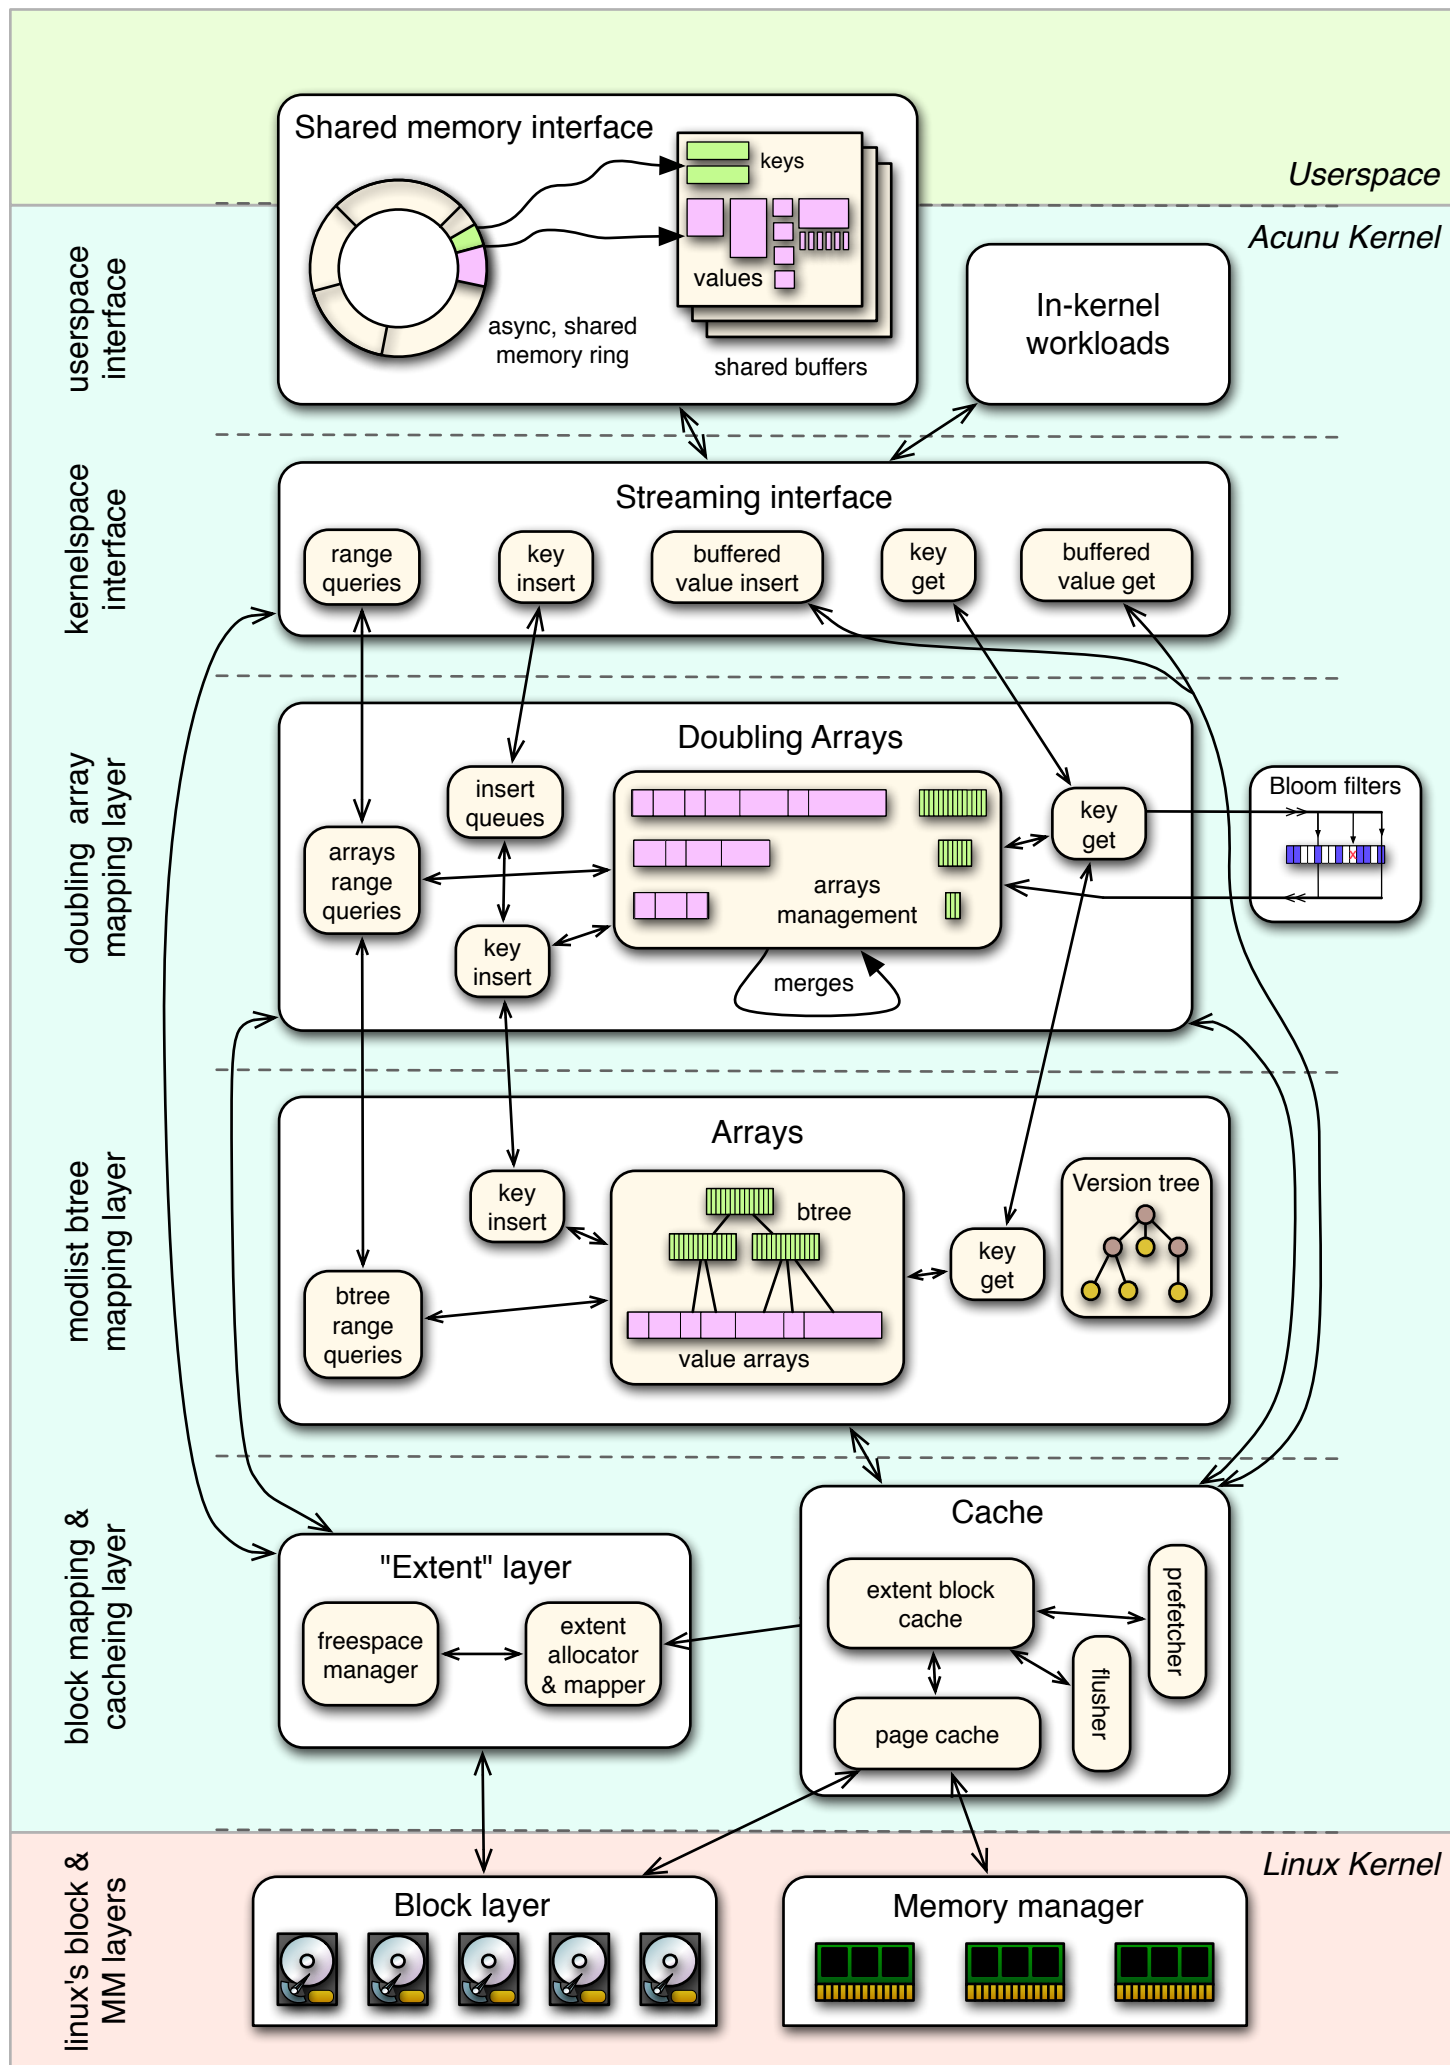 Userspace
Shared memory interface
keys
values
async, shared
memory ring
shared buffers
Acunu Kernel
userspace
interface
In-kernel
workloads
kernelspace
interface
Streaming interface
range
queries
key
insert
buffered
value insert
key
get
buffered
value get
doubling array
mapping layer
Doubling Arrays
insert
queues
arrays
range
queries
key
insert
arrays
management
merges
key
get
Bloom filters
X
modlist btree
mapping layer
Arrays
key
insert
btree
range
queries
btree
value arrays
key
get
Version tree
block mapping &
cacheing layer
"Extent" layer
freespace
manager
extent
allocator
& mapper
Cache
extent block
cache
prefetcher
flusher
page cache
Linux Kernel
linux's block &
MM layers
Block layer
Memory manager